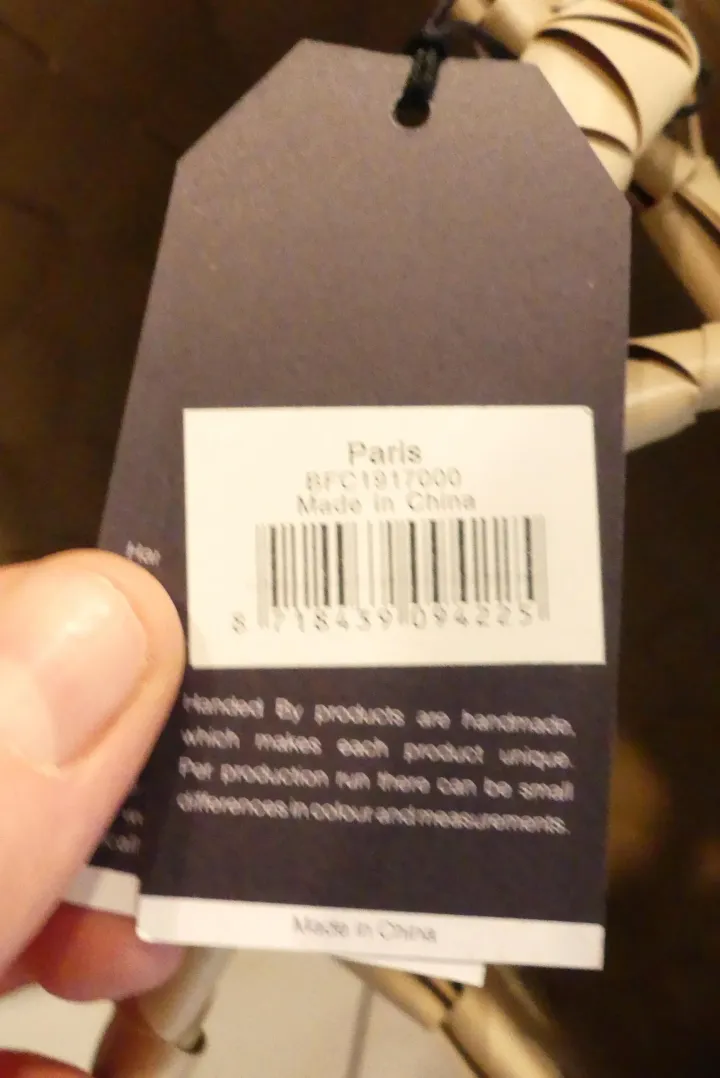 Paris
BFC1917000
Made in China
8 718439 094225
Handed By products are handmade,
which makes each product unique.
Per production run there can be small
differences in colour and measurements.
Made in China